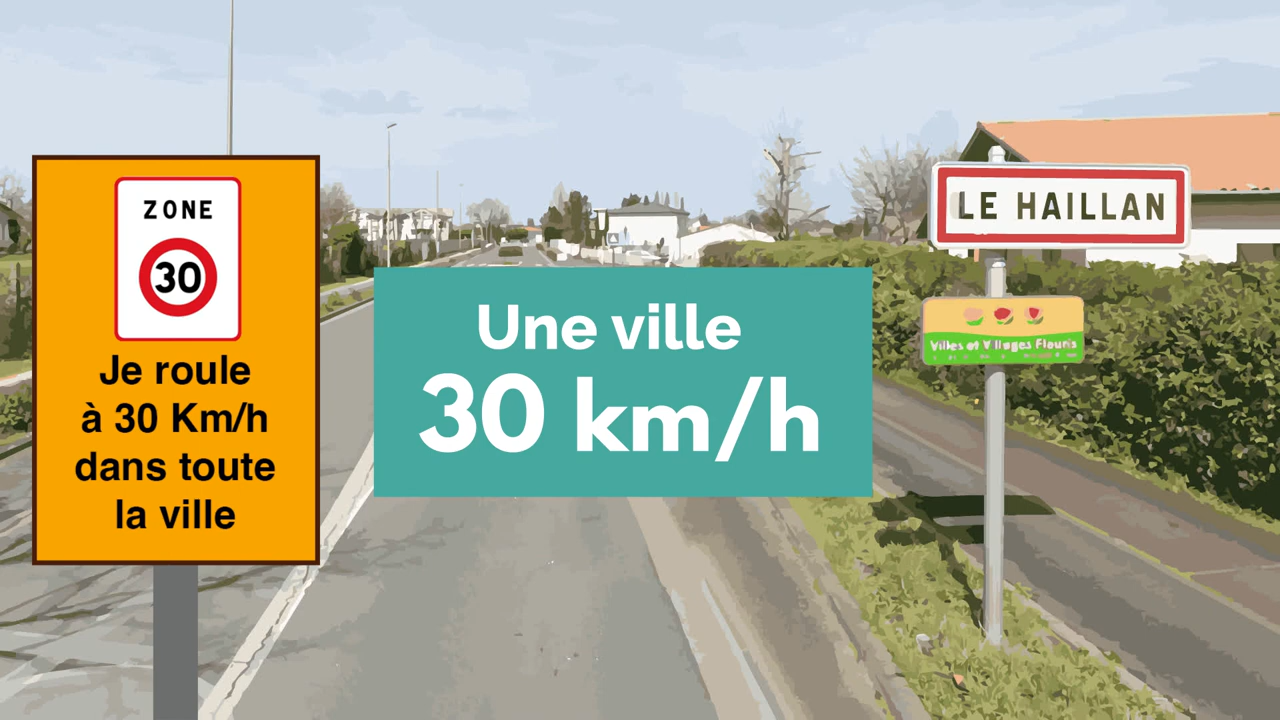 ZONE
30
Je roule
à 30 Km/h
dans toute
la ville
Une ville
30 km/h
LE HAILLAN
Villes et Villages Fleuris